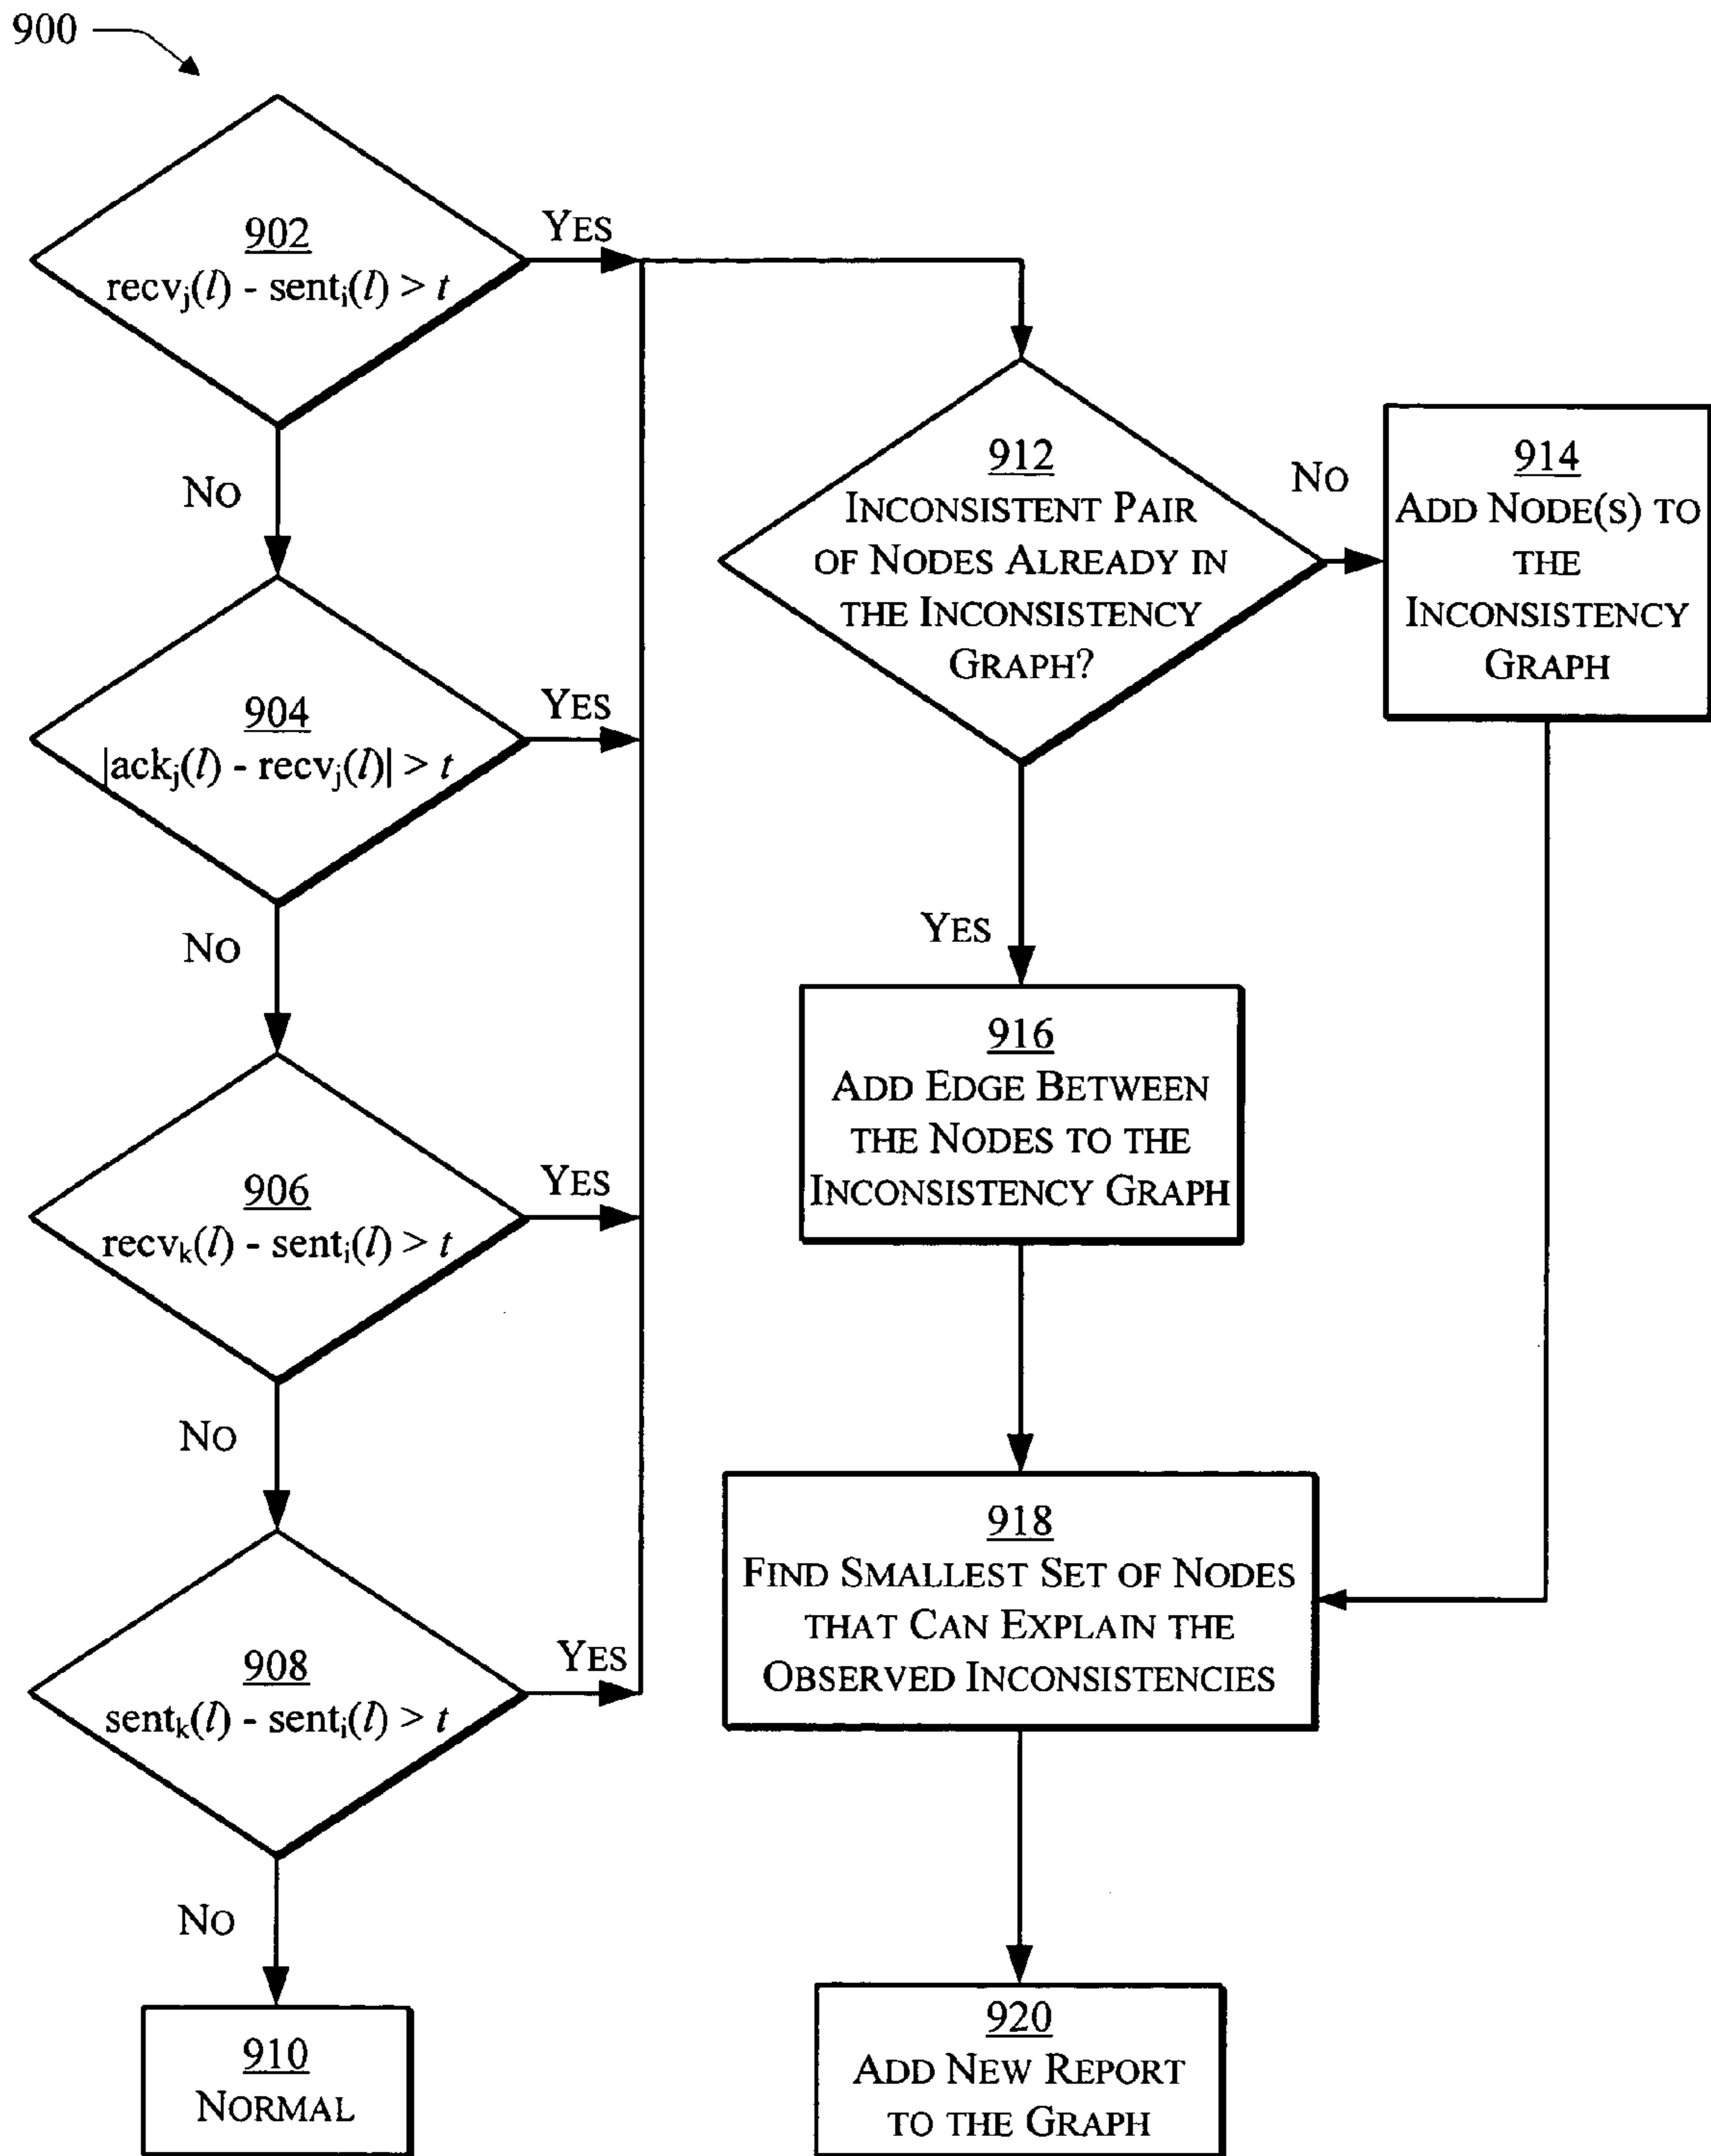 900
902
recvj(l) - senti(l) > t
YES
NO
904
|ackj(l) - recvj(l)| > t
YES
NO
906
recvk(l) - senti(l) > t
YES
NO
908
sentk(l) - senti(l) > t
YES
NO
910
NORMAL
912
INCONSISTENT PAIR
OF NODES ALREADY IN
THE INCONSISTENCY
GRAPH?
NO
914
ADD NODE(S) TO
THE
INCONSISTENCY
GRAPH
YES
916
ADD EDGE BETWEEN
THE NODES TO THE
INCONSISTENCY GRAPH
918
FIND SMALLEST SET OF NODES
THAT CAN EXPLAIN THE
OBSERVED INCONSISTENCIES
920
ADD NEW REPORT
TO THE GRAPH